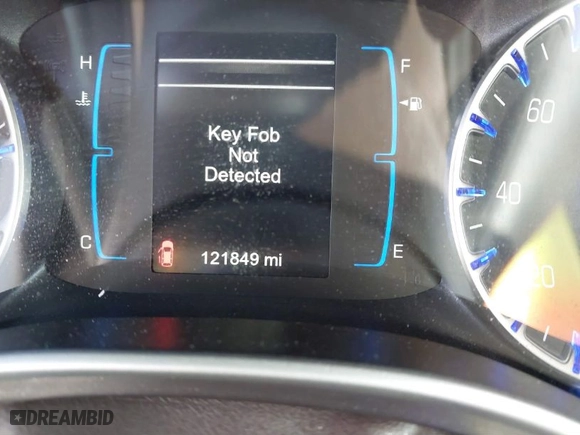 H
F
60
Key Fob
Not
Detected
40
C
E
121849 mi
20
DREAMBID